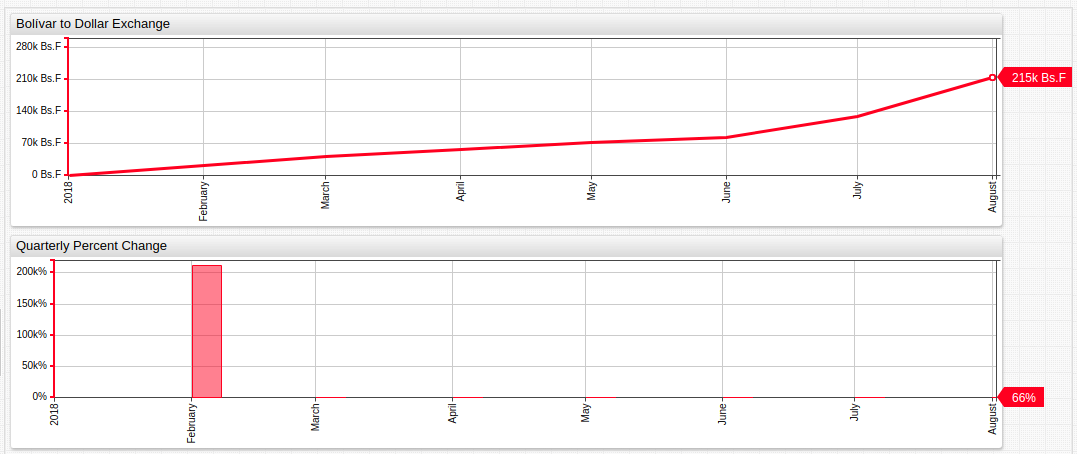 Bolívar to Dollar Exchange
280k Bs.F
210k Bs.F
140k Bs.F
70k Bs.F
0 Bs.F
215k Bs.F
2018 February March April May June July August
Quarterly Percent Change
200k%
150k%
100k%
50k%
0%
66%
2018 February March April May June July August